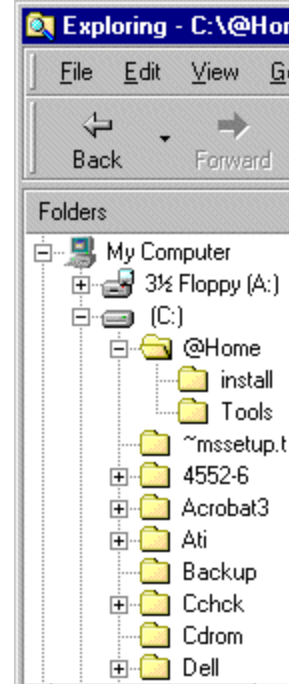 Exploring - C:\@Hom
File Edit View Go
Back Forward
Folders
My Computer
3½ Floppy (A:)
(C:)
@Home
install
Tools
~mssetup.t
4552-6
Acrobat3
Ati
Backup
Cchck
Cdrom
Dell